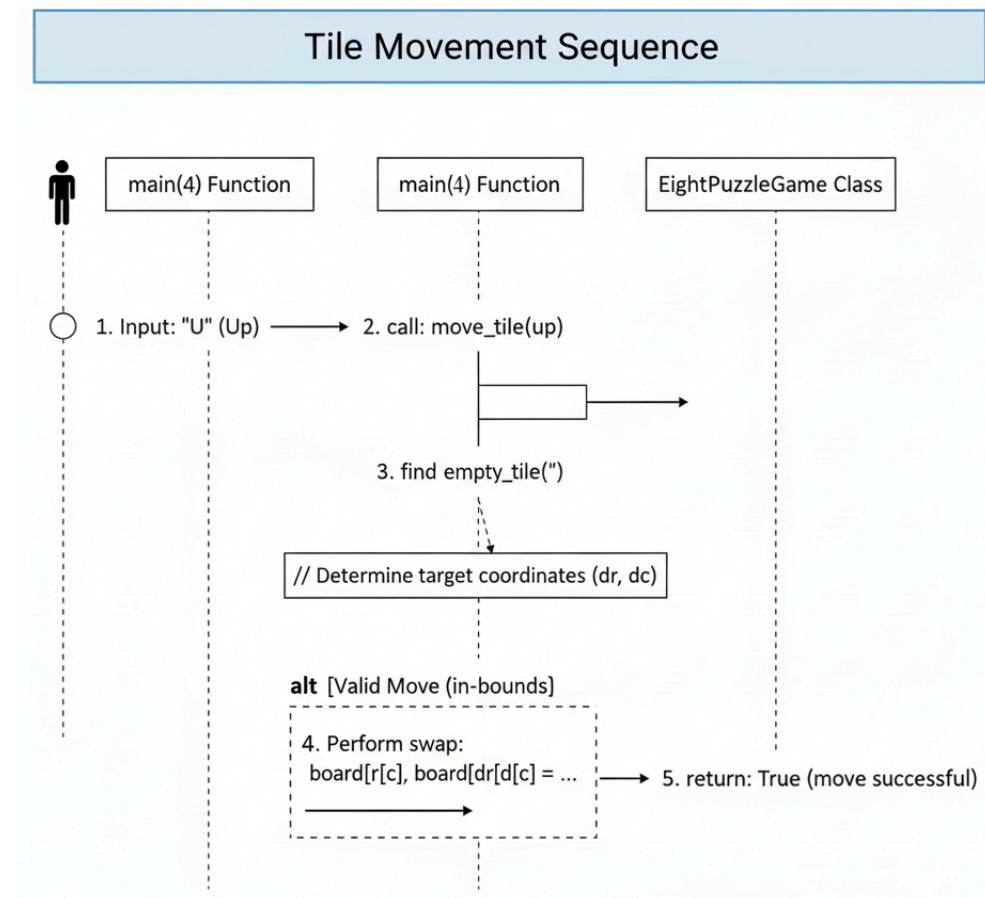 Tile Movement Sequence
main(4) Function
main(4) Function
EightPuzzleGame Class
1. Input: "U" (Up)
2. call: move_tile(up)
3. find empty_tile(")
// Determine target coordinates (dr, dc)
alt [Valid Move (in-bounds]
4. Perform swap:
board[r[c], board[dr[d[c] = ...
5. return: True (move successful)